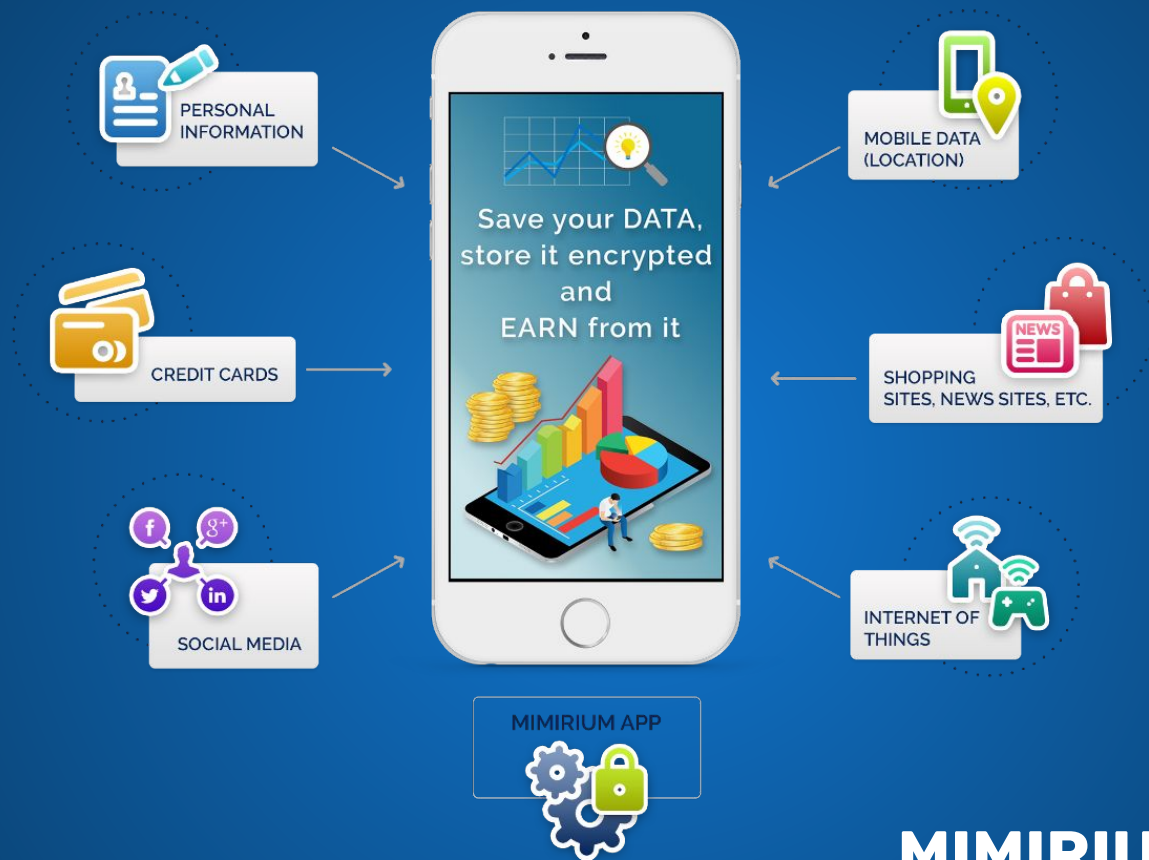 PERSONAL
INFORMATION
MOBILE DATA
(LOCATION)
Save your DATA,
store it encrypted
and
EARN from it
CREDIT CARDS
NEWS
SHOPPING
SITES, NEWS SITES, ETC.
f
g+
in
SOCIAL MEDIA
INTERNET OF
THINGS
MIMIRIUM APP